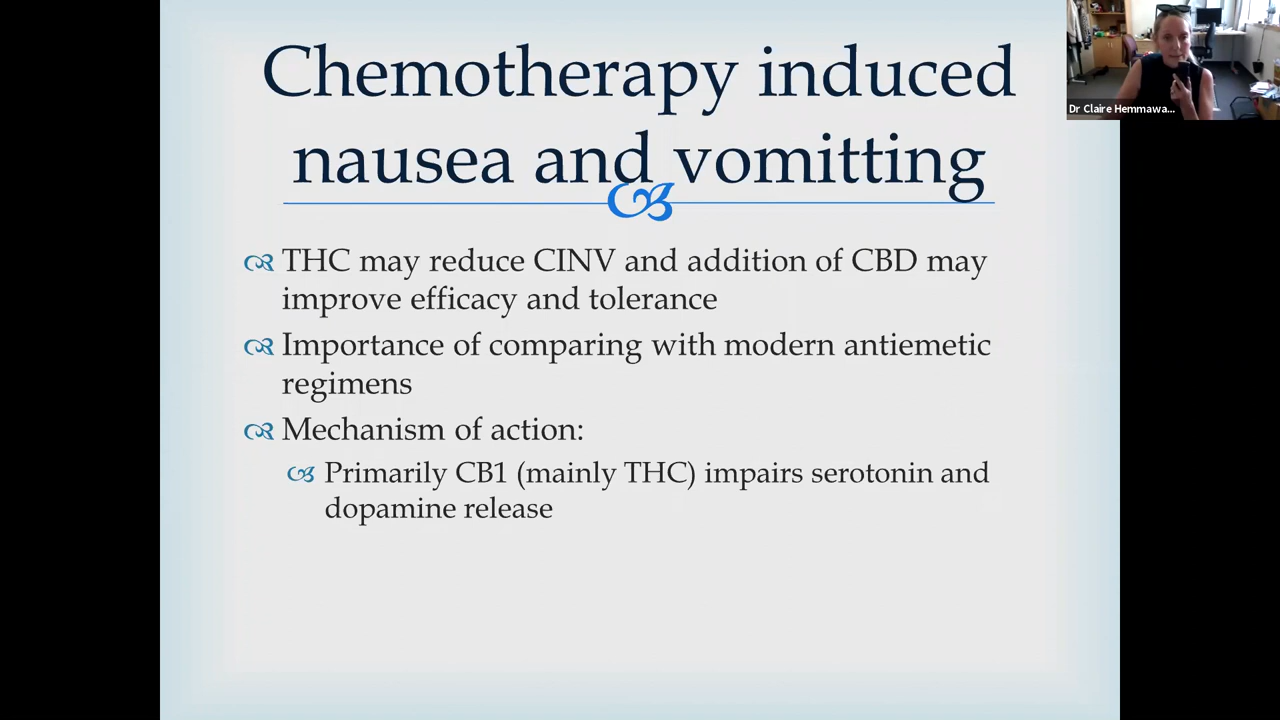 Chemotherapy induced
nausea and vomitting
THC may reduce CINV and addition of CBD may
improve efficacy and tolerance
Importance of comparing with modern antiemetic
regimens
Mechanism of action:
Primarily CB1 (mainly THC) impairs serotonin and
dopamine release
Dr Claire Hemmawa...